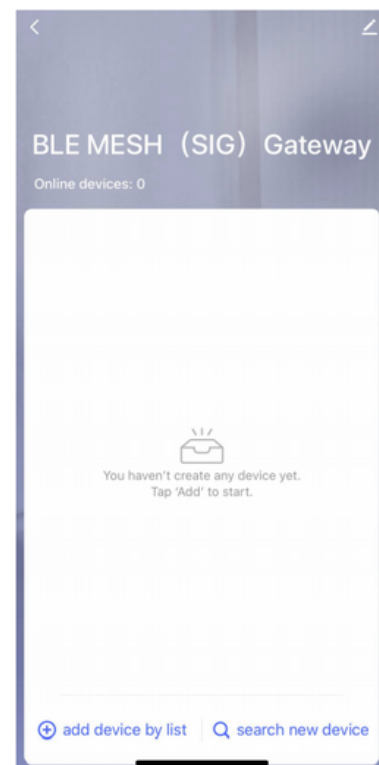 BLE MESH（SIG）Gateway
Online devices: 0
You haven't create any device yet.
Tap 'Add' to start.
add device by list
search new device